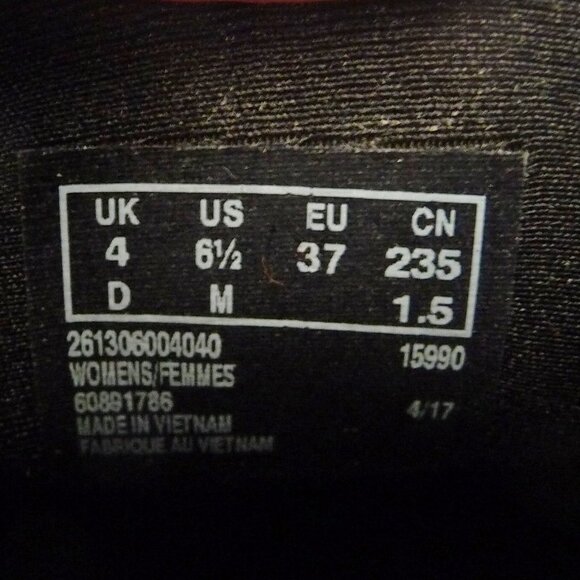 UK US EU CN
4 6½ 37 235
D M 1.5
261306004040 15990
WOMENS/FEMMES
60891786 4/17
MADE IN VIETNAM
FABRIQUE AU VIETNAM